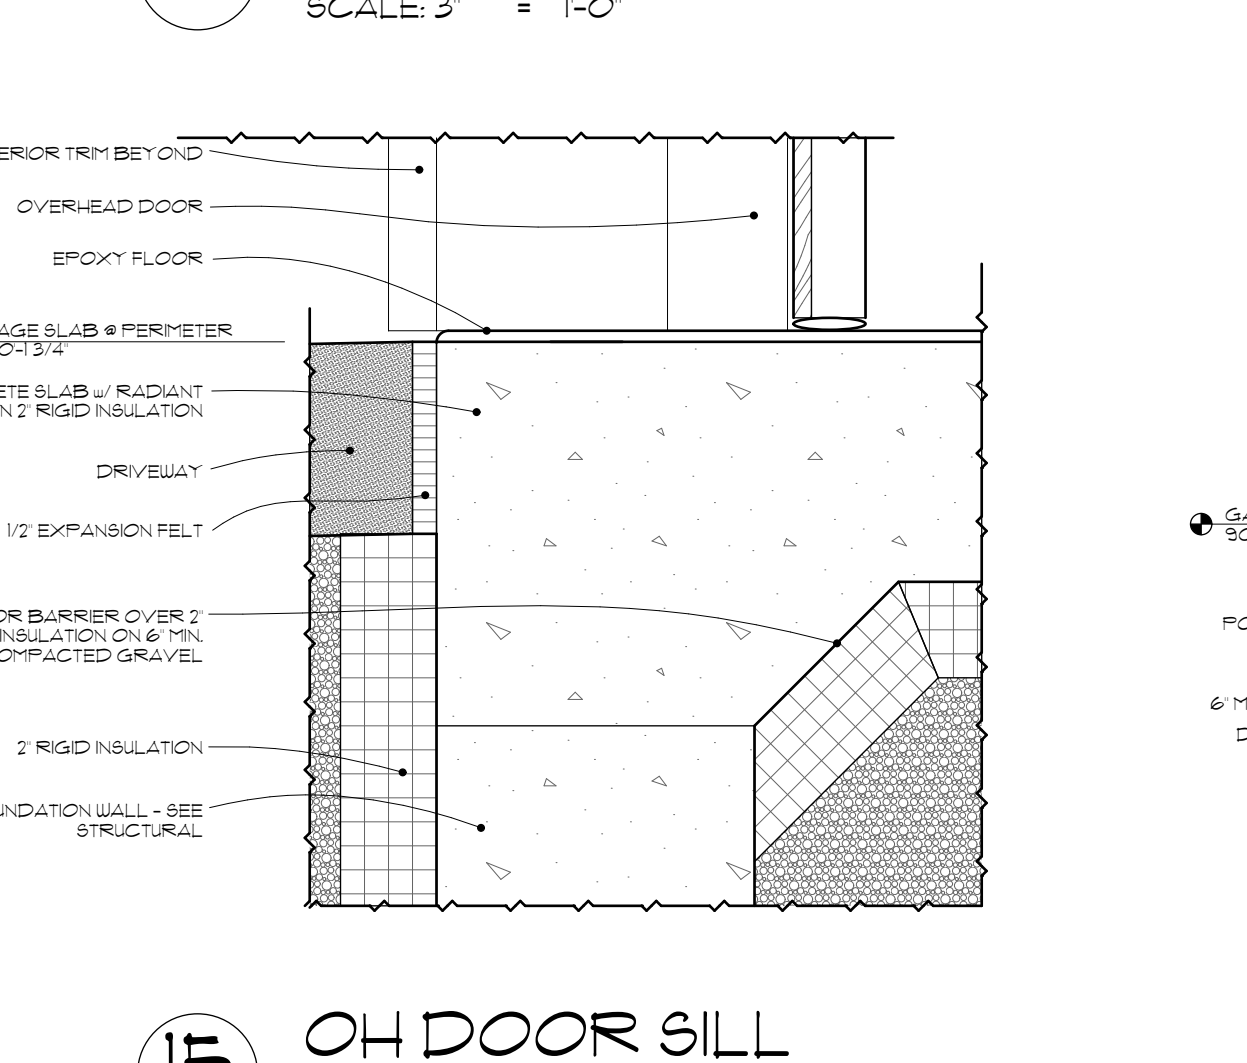 SCALE: 3" = 1'-0"
ERIOR TRIM BEYOND
OVERHEAD DOOR
EPOXY FLOOR
AGE SLAB @ PERIMETER
0'-1 3/4"
ETE SLAB w/ RADIANT
N 2" RIGID INSULATION
DRIVEWAY
1/2" EXPANSION FELT
OR BARRIER OVER 2"
INSULATION ON 6" MIN.
OMPACTED GRAVEL
2" RIGID INSULATION
UNDATION WALL - SEE
STRUCTURAL
GA
90
PO
6" M
D
15
OH DOOR SILL